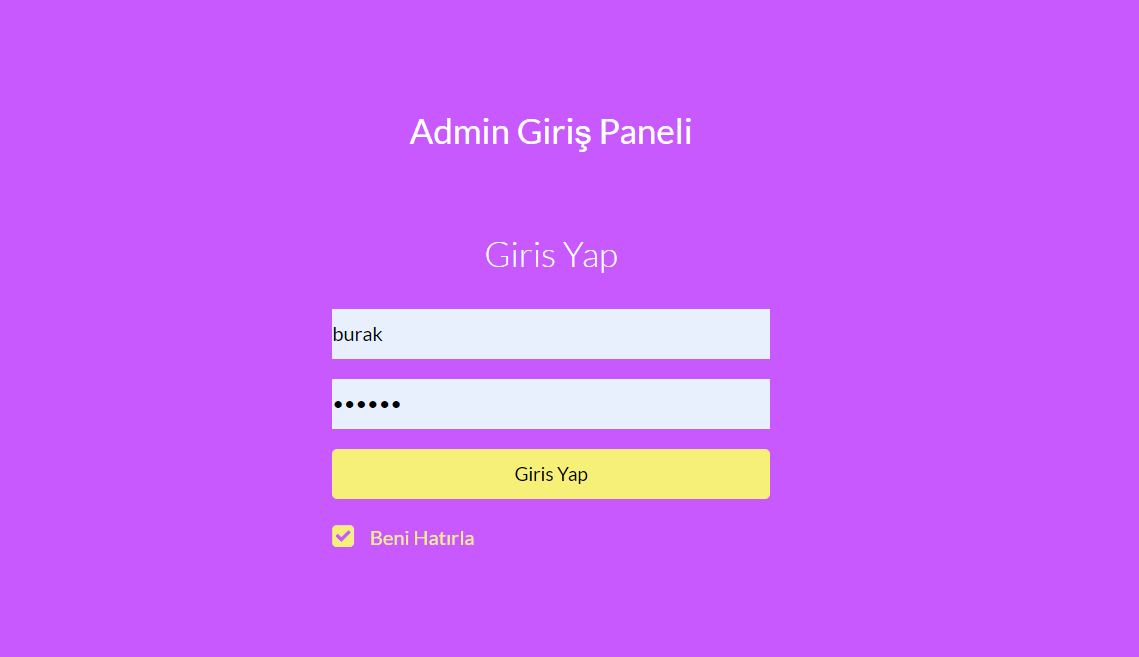 Admin Giriş Paneli
Giris Yap
burak
••••••
Giris Yap
Beni Hatırla